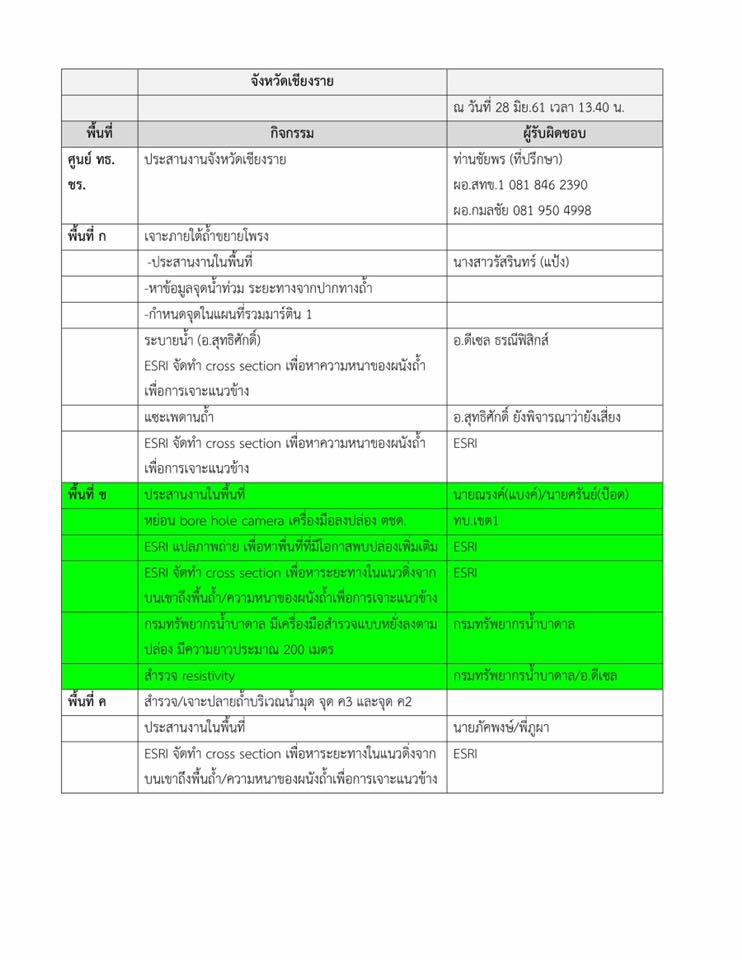 จังหวัดเชียงราย
ณ วันที่ 28 มิย.61 เวลา 13.40 น.
พื้นที่ กิจกรรม ผู้รับผิดชอบ
ศูนย์ ทธ. ประสานงานจังหวัดเชียงราย ท่านชัยพร (ที่ปรึกษา)
ชร. ผอ.สทข.1 081 846 2390
ผอ.กมลชัย 081 950 4998
พื้นที่ ก เจาะภายใต้ถ้ำขยายโพรง
-ประสานงานในพื้นที่ นางสาวรัสรินทร์ (แป้ง)
-หาข้อมูลจุดน้ำท่วม ระยะทางจากปากทางถ้ำ
-กำหนดจุดในแผนที่รวมมาร์ติน 1
ระบายน้ำ (อ.สุทธิศักดิ์) อ.ดีเซล ธรณีฟิสิกส์
ESRI จัดทำ cross section เพื่อหาความหนาของผนังถ้ำ
เพื่อการเจาะแนวข้าง
แซะเพดานถ้ำ อ.สุทธิศักดิ์ ยังพิจารณาว่ายังเสี่ยง
ESRI จัดทำ cross section เพื่อหาความหนาของผนังถ้ำ ESRI
เพื่อการเจาะแนวข้าง
พื้นที่ ข ประสานงานในพื้นที่ นายณรงค์(แบงค์)/นายศรันย์(ป๊อด)
หย่อน bore hole camera เครื่องมือลงปล่อง ตชด. ทบ.เขต1
ESRI แปลภาพถ่าย เพื่อหาพื้นที่ที่มีโอกาสพบปล่องเพิ่มเติม ESRI
ESRI จัดทำ cross section เพื่อหาระยะทางในแนวดิ่งจาก ESRI
บนเขาถึงพื้นถ้ำ/ความหนาของผนังถ้ำเพื่อการเจาะแนวข้าง
กรมทรัพยากรน้ำบาดาล มีเครื่องมือสำรวจแบบหยั่งลงตาม กรมทรัพยากรน้ำบาดาล
ปล่อง มีความยาวประมาณ 200 เมตร
สำรวจ resistivity กรมทรัพยากรน้ำบาดาล/อ.ดีเซล
พื้นที่ ค สำรวจ/เจาะปลายถ้ำบริเวณน้ำมุด จุด ค3 และจุด ค2
ประสานงานในพื้นที่ นายภัคพงษ์/พี่ภูผา
ESRI จัดทำ cross section เพื่อหาระยะทางในแนวดิ่งจาก ESRI
บนเขาถึงพื้นถ้ำ/ความหนาของผนังถ้ำเพื่อการเจาะแนวข้าง